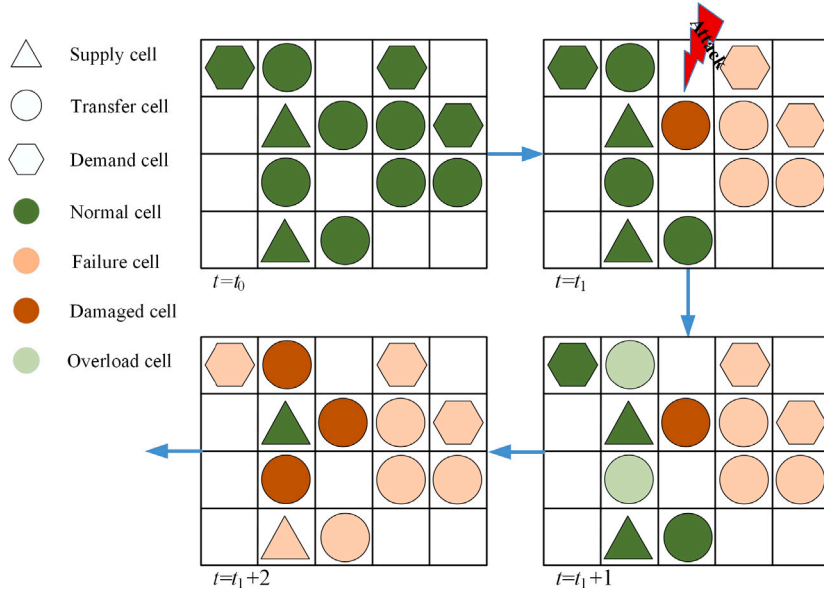 Supply cell
Transfer cell
Demand cell
Normal cell
Failure cell
Damaged cell
Overload cell
Attack
t=t0
t=t1
t=t1+2
t=t1+1